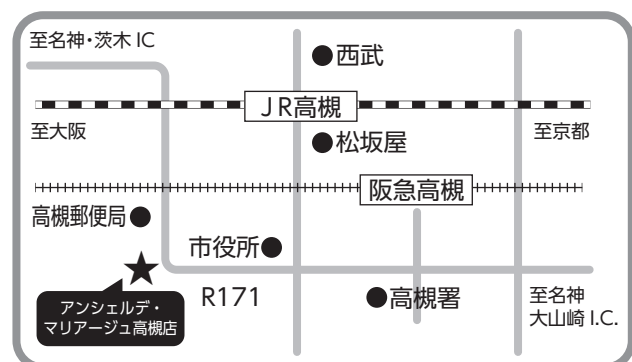 至名神・茨木 IC
●西武
JR高槻
至大阪
至京都
●松坂屋
阪急高槻
高槻郵便局●
市役所●
R171
●高槻署
至名神
大山崎 I.C.
★
アンシェルデ・
マリアージュ高槻店